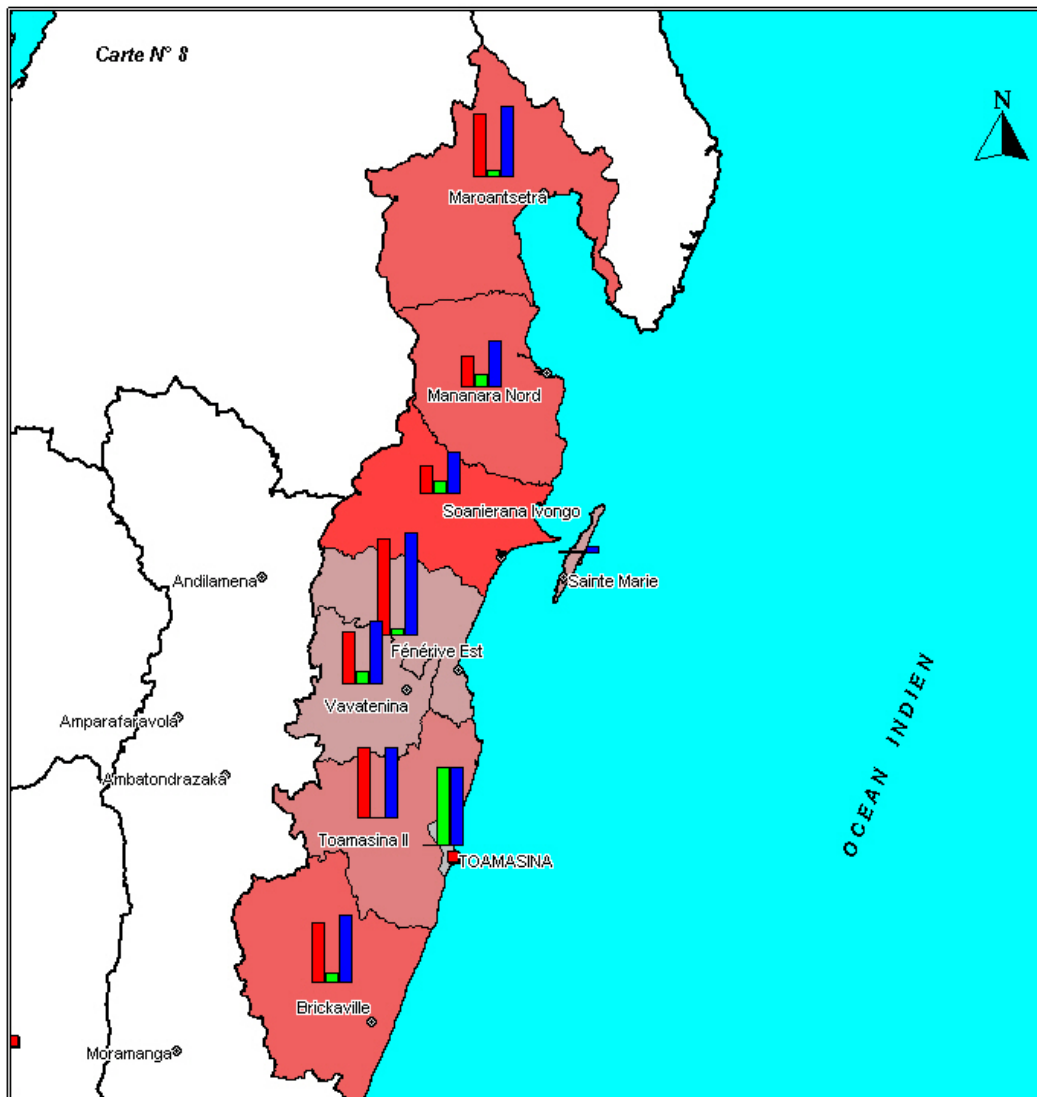 Carte N° 8
N
Maroantsetra
Mananara Nord
Soanierana Ivongo
Andilamena
Sainte Marie
Fénérive Est
Vavatenina
Amparafaravola
Ambatondrazaka
Toamasina II
TOAMASINA
OCEAN INDIEN
Brickaville
Moramanga